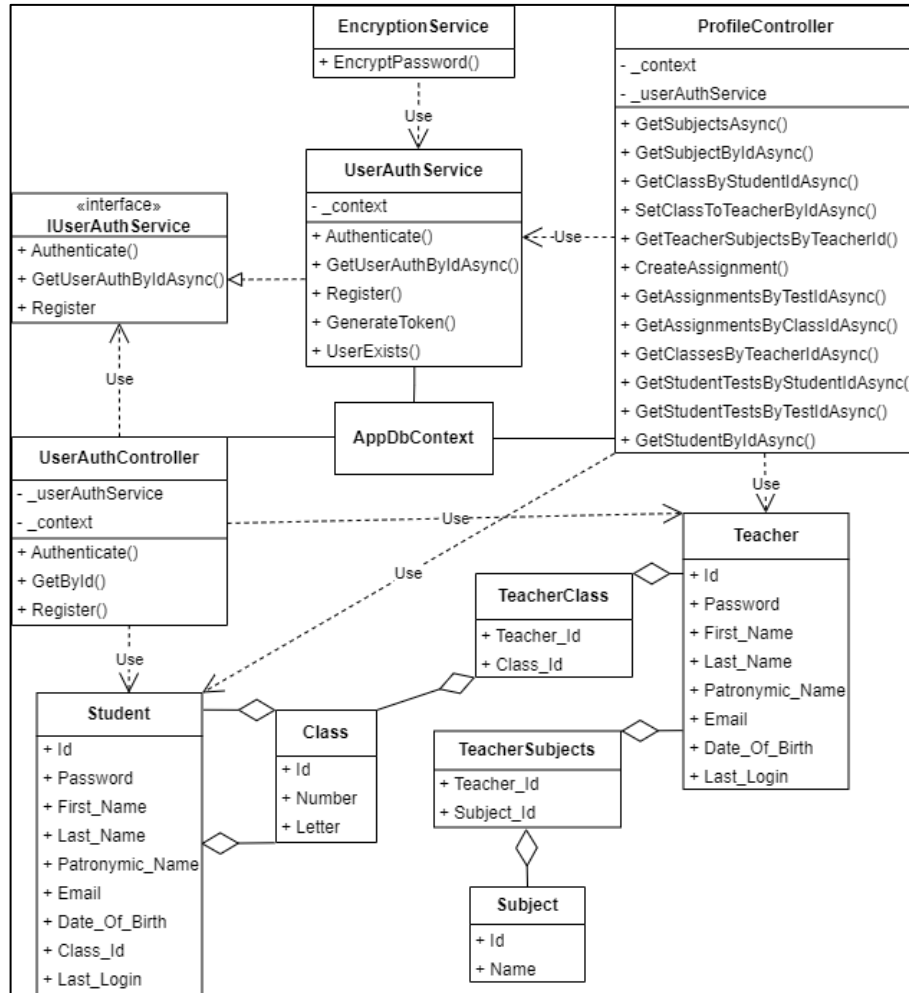 EncryptionService
+ EncryptPassword()
Use
ProfileController
- _context
- _userAuthService
+ GetSubjectsAsync()
+ GetSubjectByIdAsync()
+ GetClassByStudentIdAsync()
+ SetClassToTeacherByIdAsync()
+ GetTeacherSubjectsByTeacherId()
+ CreateAssignment()
+ GetAssignmentsByTestIdAsync()
+ GetAssignmentsByClassIdAsync()
+ GetClassesByTeacherIdAsync()
+ GetStudentTestsByStudentIdAsync()
+ GetStudentTestsByTestIdAsync()
+ GetStudentByIdAsync()
UserAuthService
- _context
+ Authenticate()
+ GetUserAuthByIdAsync()
+ Register()
+ GenerateToken()
+ UserExists()
Use
«interface»
IUserAuthService
+ Authenticate()
+ GetUserAuthByIdAsync()
+ Register
Use
AppDbContext
UserAuthController
- _userAuthService
- _context
+ Authenticate()
+ GetById()
+ Register()
Use
Use
Use
Use
Teacher
+ Id
+ Password
+ First_Name
+ Last_Name
+ Patronymic_Name
+ Email
+ Date_Of_Birth
+ Last_Login
TeacherClass
+ Teacher_Id
+ Class_Id
Student
+ Id
+ Password
+ First_Name
+ Last_Name
+ Patronymic_Name
+ Email
+ Date_Of_Birth
+ Class_Id
+ Last_Login
Class
+ Id
+ Number
+ Letter
TeacherSubjects
+ Teacher_Id
+ Subject_Id
Subject
+ Id
+ Name